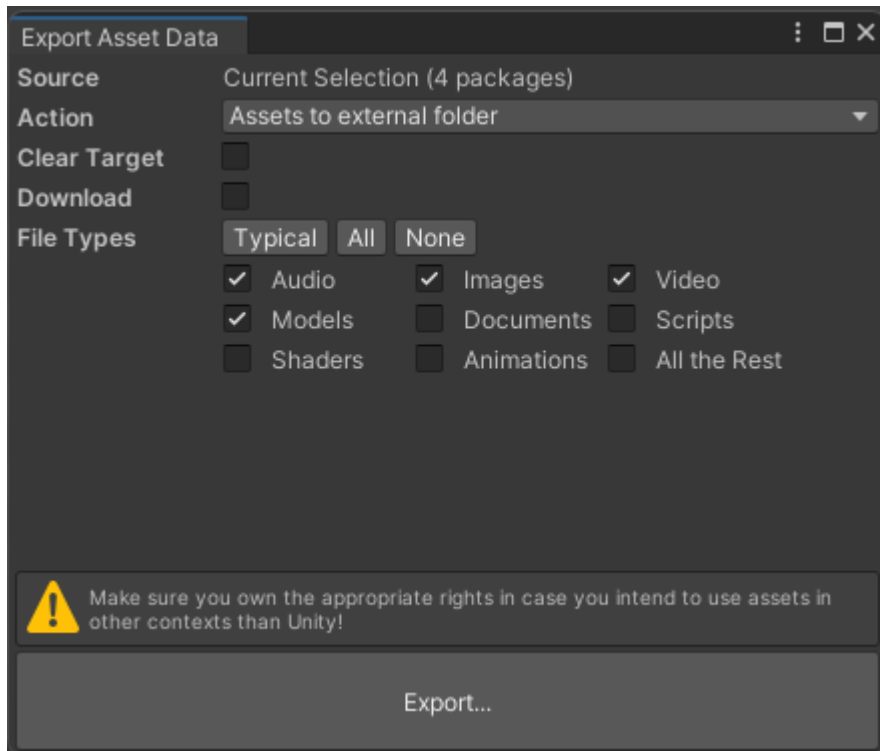 Export Asset Data
Source Current Selection (4 packages)
Action Assets to external folder
Clear Target
Download
File Types Typical All None
Audio Images Video
Models Documents Scripts
Shaders Animations All the Rest
Make sure you own the appropriate rights in case you intend to use assets in
other contexts than Unity!
Export...